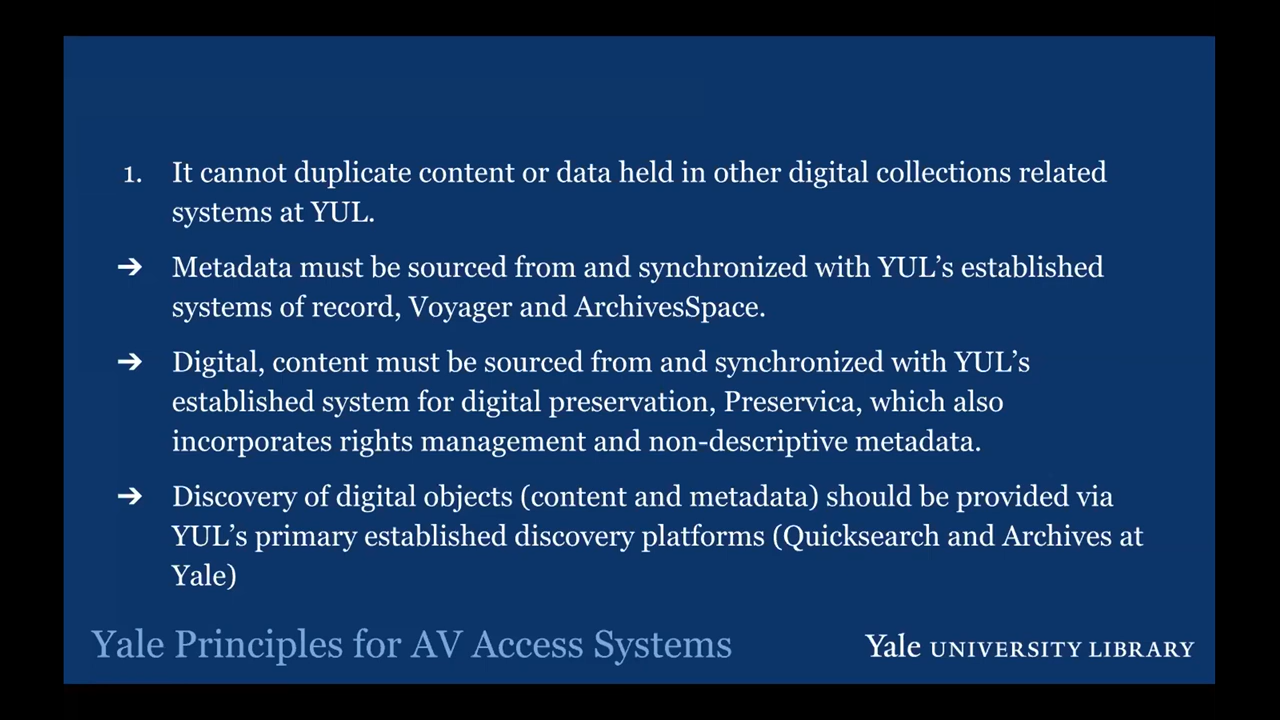 1. It cannot duplicate content or data held in other digital collections related
systems at YUL.
➔ Metadata must be sourced from and synchronized with YUL’s established
systems of record, Voyager and ArchivesSpace.
➔ Digital, content must be sourced from and synchronized with YUL’s
established system for digital preservation, Preservica, which also
incorporates rights management and non-descriptive metadata.
➔ Discovery of digital objects (content and metadata) should be provided via
YUL’s primary established discovery platforms (Quicksearch and Archives at
Yale)
Yale Principles for AV Access Systems
Yale UNIVERSITY LIBRARY